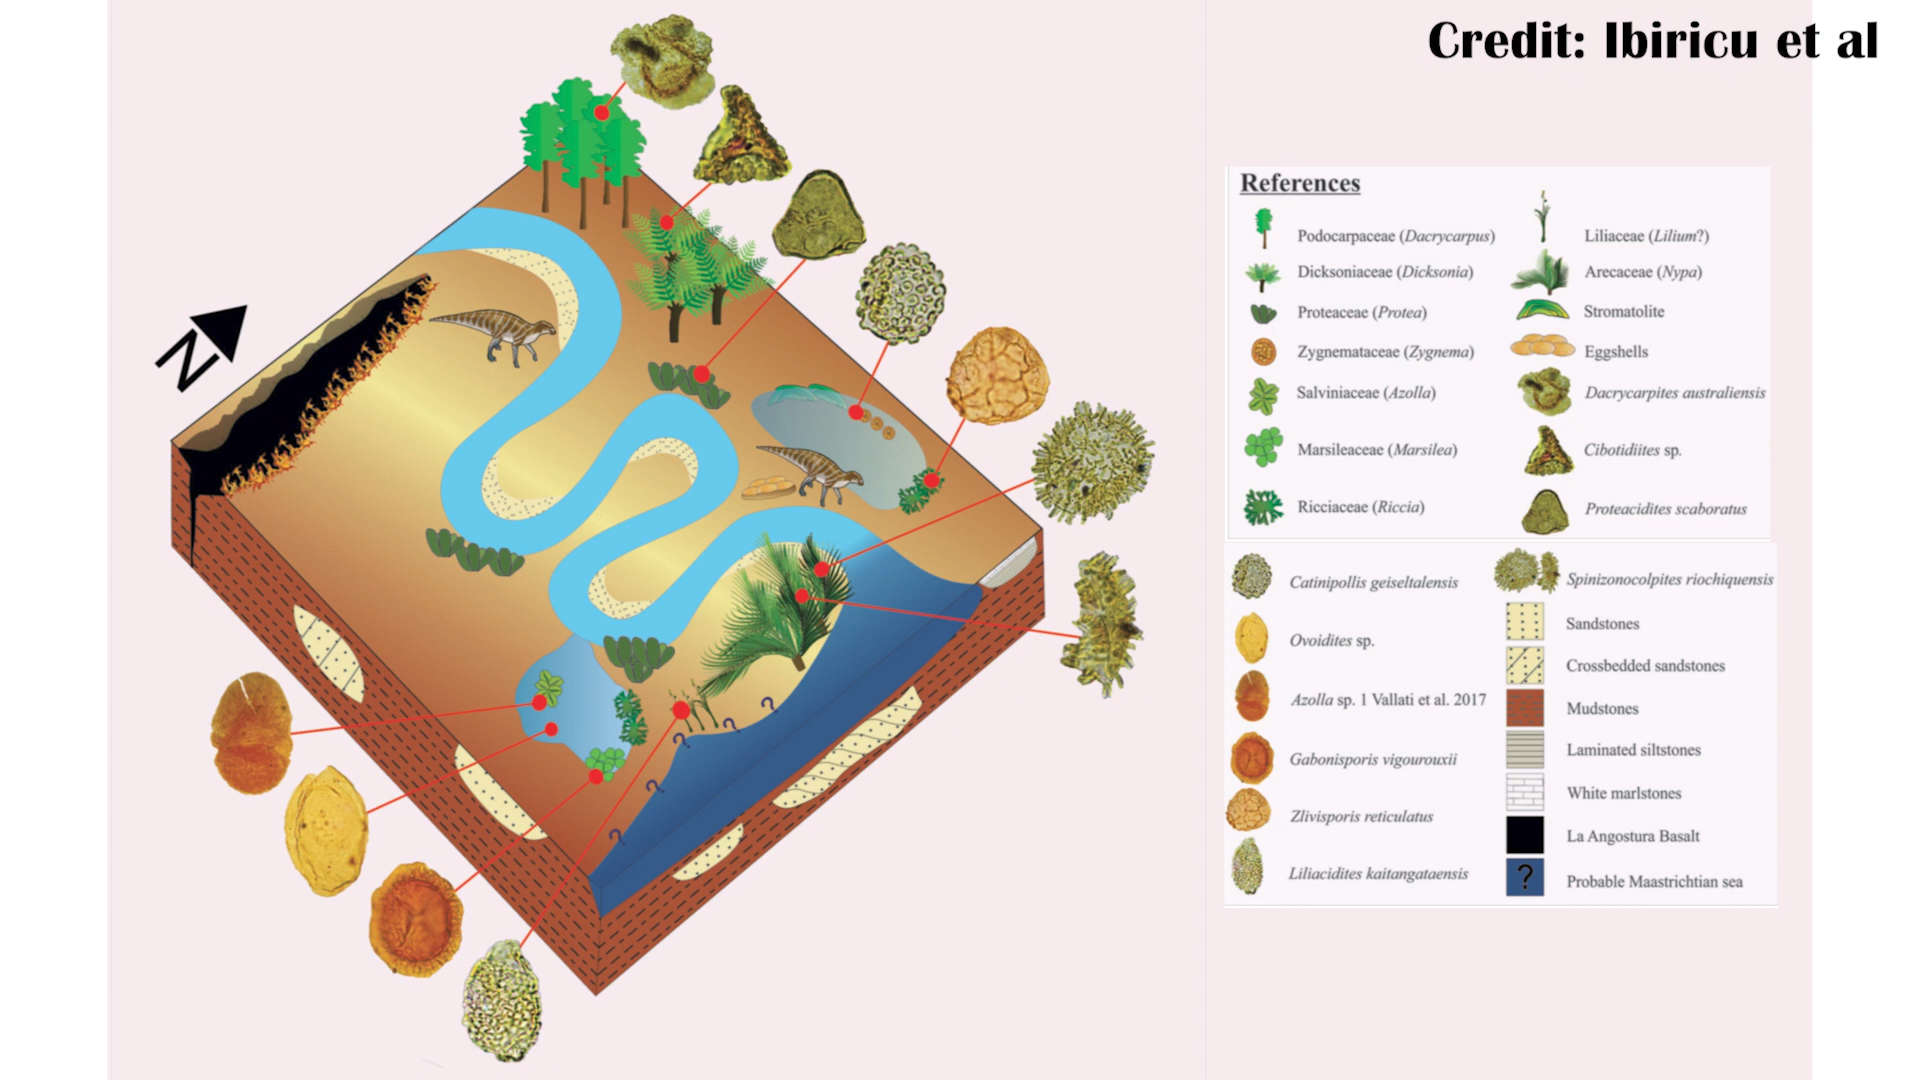 Credit: Ibiricu et al
N
References
Podocarpaceae (Dacrycarpus)
Liliaceae (Lilium?)
Dicksoniaceae (Dicksonia)
Arecaceae (Nypa)
Proteaceae (Protea)
Stromatolite
Zygnemataceae (Zygnema)
Eggshells
Salviniaceae (Azolla)
Dacrycarpites australiensis
Marsileaceae (Marsilea)
Cibotidiites sp.
Ricciaceae (Riccia)
Proteacidites scaboratus
Catinipollis geiseltalensis
Spinizonocolpites riochiquensis
Ovoidites sp.
Sandstones
Crossbedded sandstones
Azolla sp. 1 Vallati et al. 2017
Mudstones
Gabonisporis vigourouxii
Laminated siltstones
White marlstones
Zlivisporis reticulatus
La Angostura Basalt
Liliacidites kaitangataensis
?
Probable Maastrichtian sea
?
?
?
?
?